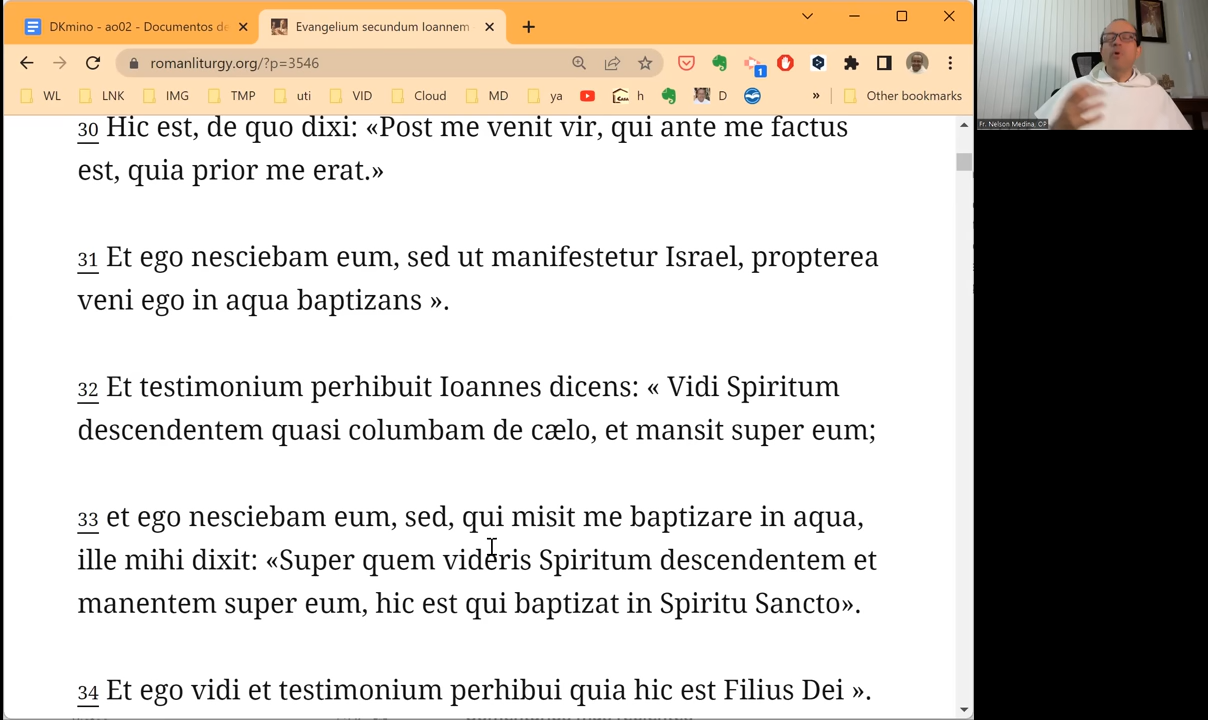 DKmino - ao02 - Documentos de
Evangelium secundum Ioannem
romanliturgy.org/?p=3546
1
WL LNK IMG TMP uti VID Cloud MD ya h D » Other bookmarks
Fr. Nelson Medina, OP
30 Hic est, de quo dixi: «Post me venit vir, qui ante me factus
est, quia prior me erat.»
31 Et ego nesciebam eum, sed ut manifestetur Israel, propterea
veni ego in aqua baptizans ».
32 Et testimonium perhibuit Ioannes dicens: « Vidi Spiritum
descendentem quasi columbam de cælo, et mansit super eum;
33 et ego nesciebam eum, sed, qui misit me baptizare in aqua,
ille mihi dixit: «Super quem videris Spiritum descendentem et
manentem super eum, hic est qui baptizat in Spiritu Sancto».
34 Et ego vidi et testimonium perhibui quia hic est Filius Dei ».